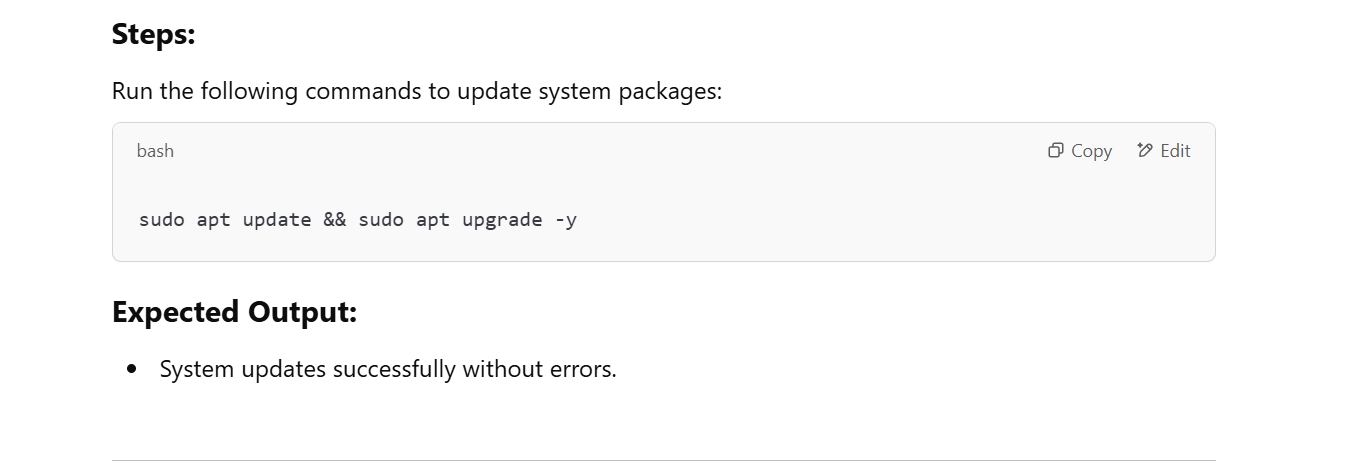 Steps:
Run the following commands to update system packages:
bash
Copy
Edit
sudo apt update && sudo apt upgrade -y
Expected Output:
System updates successfully without errors.